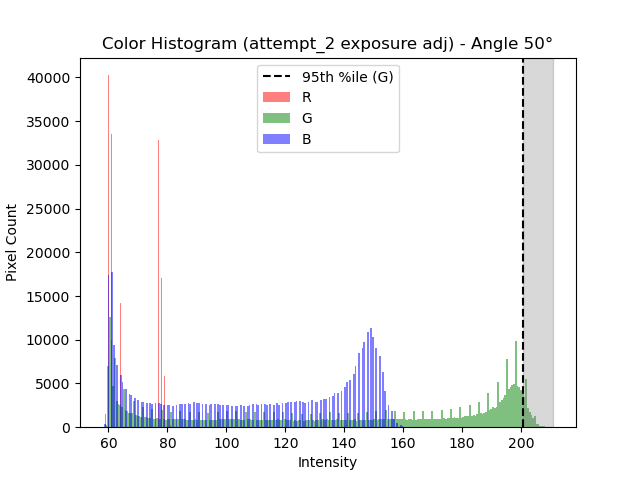 Color Histogram (attempt_2 exposure adj) - Angle 50°
95th %ile (G)
R
G
B
40000
35000
30000
25000
20000
15000
10000
5000
0
Pixel Count
60 80 100 120 140 160 180 200
Intensity